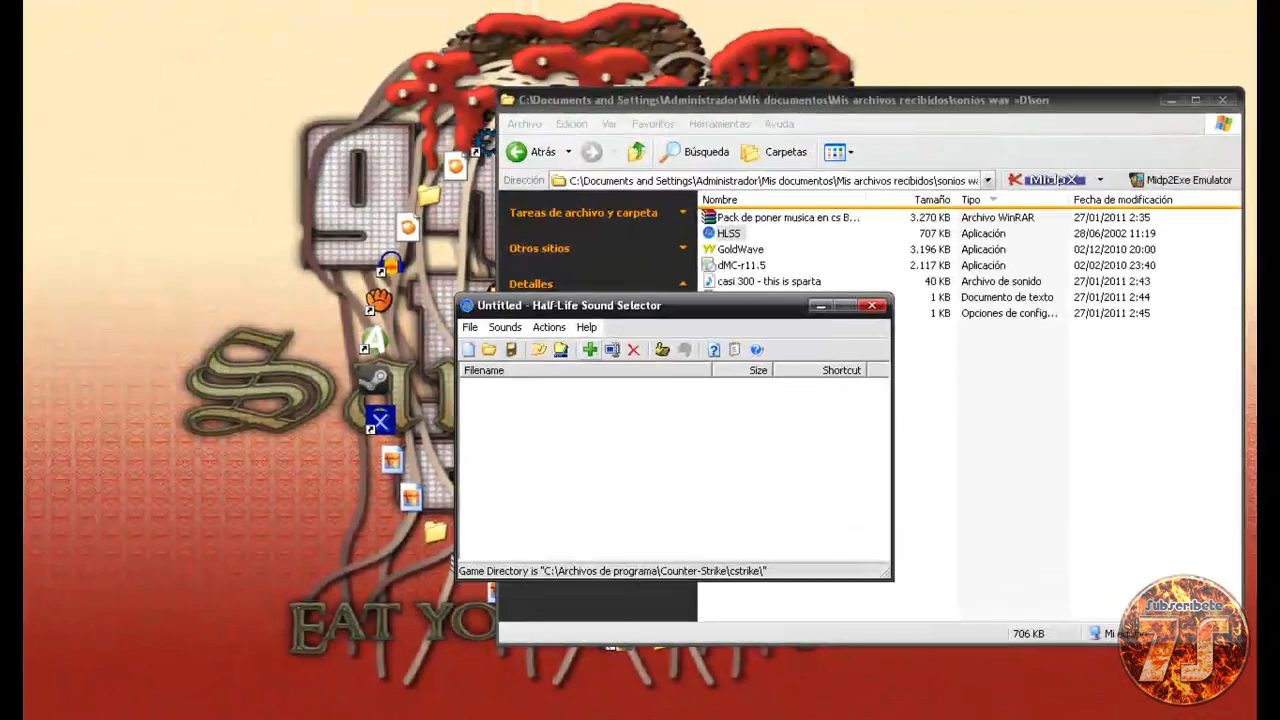 C:\Documents and Settings\Administrador\Mis documentos\Mis archivos recibidos\sonios wav =D\son
Archivo Edición Ver Favoritos Herramientas Ayuda
Atrás Búsqueda Carpetas
Dirección C:\Documents and Settings\Administrador\Mis documentos\Mis archivos recibidos\sonios wa MidpX Midp2Exe Emulator
Nombre Tamaño Tipo Fecha de modificación
Tareas de archivo y carpeta
Otros sitios
Detalles
Pack de poner musica en cs B... 3.270 KB Archivo WinRAR 27/01/2011 2:35
HLSS 707 KB Aplicación 28/06/2002 11:19
GoldWave 3.196 KB Aplicación 02/12/2010 20:00
dMC-r11.5 2.117 KB Aplicación 02/02/2010 23:40
casi 300 - this is sparta 40 KB Archivo de sonido 27/01/2011 2:43
1 KB Documento de texto 27/01/2011 2:44
1 KB Opciones de config... 27/01/2011 2:45
Untitled - Half-Life Sound Selector
File Sounds Actions Help
Filename Size Shortcut
Game Directory is "C:\Archivos de programa\Counter-Strike\cstrike\"
706 KB
EAT YO
Subscribete
7S